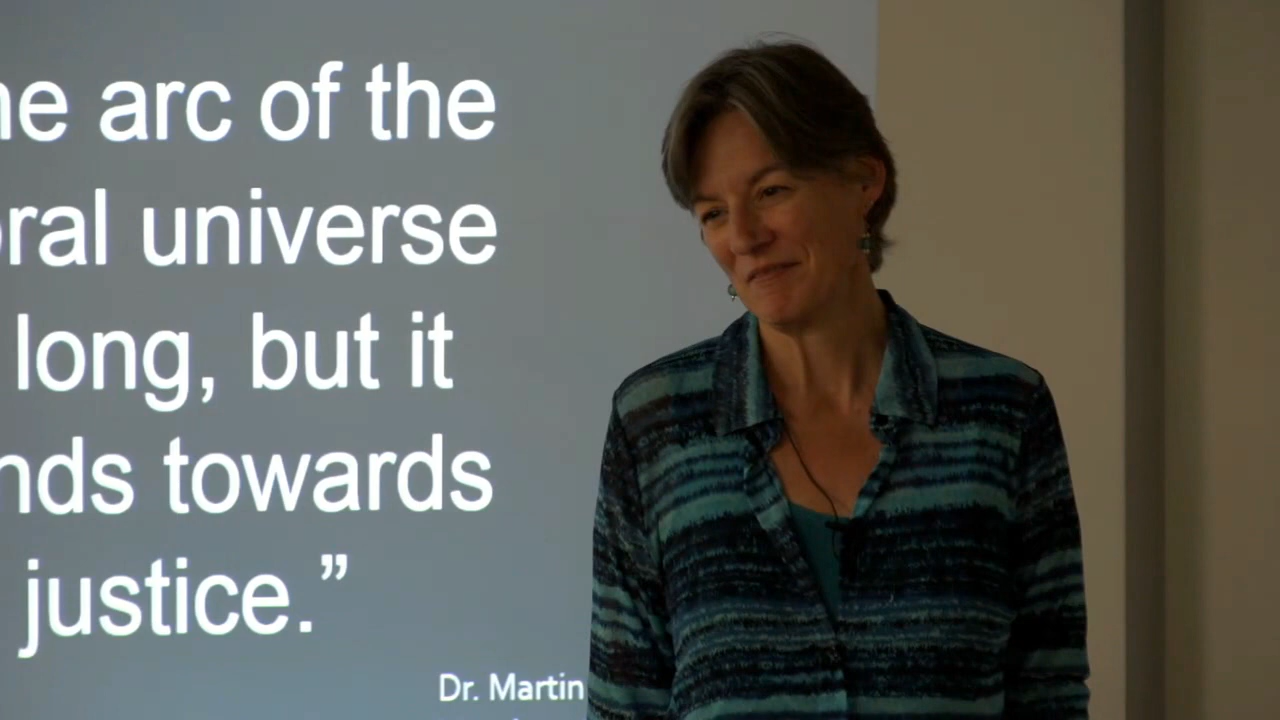 he arc of the
oral universe
long, but it
nds towards
justice.”
Dr. Martin